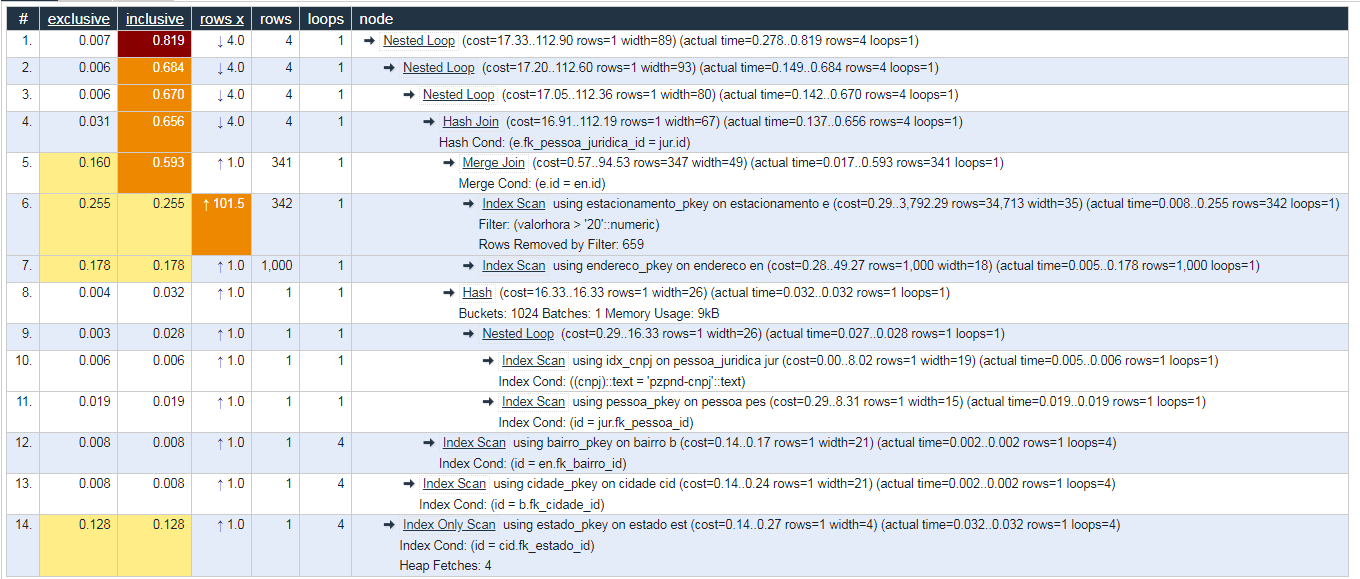 # exclusive inclusive rows x rows loops node
1. 0.007 0.819 ↓ 4.0 4 1 → Nested Loop (cost=17.33..112.90 rows=1 width=89) (actual time=0.278..0.819 rows=4 loops=1)
2. 0.006 0.684 ↓ 4.0 4 1 → Nested Loop (cost=17.20..112.60 rows=1 width=93) (actual time=0.149..0.684 rows=4 loops=1)
3. 0.006 0.670 ↓ 4.0 4 1 → Nested Loop (cost=17.05..112.36 rows=1 width=80) (actual time=0.142..0.670 rows=4 loops=1)
4. 0.031 0.656 ↓ 4.0 4 1 → Hash Join (cost=16.91..112.19 rows=1 width=67) (actual time=0.137..0.656 rows=4 loops=1)
Hash Cond: (e.fk_pessoa_juridica_id = jur.id)
5. 0.160 0.593 ↑ 1.0 341 1 → Merge Join (cost=0.57..94.53 rows=347 width=49) (actual time=0.017..0.593 rows=341 loops=1)
Merge Cond: (e.id = en.id)
6. 0.255 0.255 ↑ 101.5 342 1 → Index Scan using estacionamento_pkey on estacionamento e (cost=0.29..3,792.29 rows=34,713 width=35) (actual time=0.008..0.255 rows=342 loops=1)
Filter: (valorhora > '20'::numeric)
Rows Removed by Filter: 659
7. 0.178 0.178 ↑ 1.0 1,000 1 → Index Scan using endereco_pkey on endereco en (cost=0.28..49.27 rows=1,000 width=18) (actual time=0.005..0.178 rows=1,000 loops=1)
8. 0.004 0.032 ↑ 1.0 1 1 → Hash (cost=16.33..16.33 rows=1 width=26) (actual time=0.032..0.032 rows=1 loops=1)
Buckets: 1024 Batches: 1 Memory Usage: 9kB
9. 0.003 0.028 ↑ 1.0 1 1 → Nested Loop (cost=0.29..16.33 rows=1 width=26) (actual time=0.027..0.028 rows=1 loops=1)
10. 0.006 0.006 ↑ 1.0 1 1 → Index Scan using idx_cnpj on pessoa_juridica jur (cost=0.00..8.02 rows=1 width=19) (actual time=0.005..0.006 rows=1 loops=1)
Index Cond: ((cnpj)::text = 'pzpnd-cnpj'::text)
11. 0.019 0.019 ↑ 1.0 1 1 → Index Scan using pessoa_pkey on pessoa pes (cost=0.29..8.31 rows=1 width=15) (actual time=0.019..0.019 rows=1 loops=1)
Index Cond: (id = jur.fk_pessoa_id)
12. 0.008 0.008 ↑ 1.0 1 4 → Index Scan using bairro_pkey on bairro b (cost=0.14..0.17 rows=1 width=21) (actual time=0.002..0.002 rows=1 loops=4)
Index Cond: (id = en.fk_bairro_id)
13. 0.008 0.008 ↑ 1.0 1 4 → Index Scan using cidade_pkey on cidade cid (cost=0.14..0.24 rows=1 width=21) (actual time=0.002..0.002 rows=1 loops=4)
Index Cond: (id = b.fk_cidade_id)
14. 0.128 0.128 ↑ 1.0 1 4 → Index Only Scan using estado_pkey on estado est (cost=0.14..0.27 rows=1 width=4) (actual time=0.032..0.032 rows=1 loops=4)
Index Cond: (id = cid.fk_estado_id)
Heap Fetches: 4